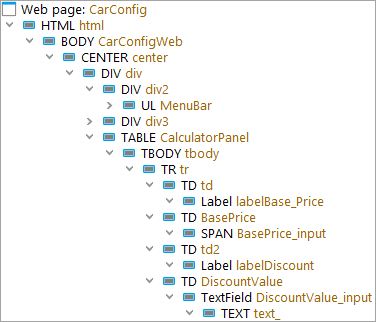 Web page: CarConfig
HTML html
BODY CarConfigWeb
CENTER center
DIV div
DIV div2
UL MenuBar
DIV div3
TABLE CalculatorPanel
TBODY tbody
TR tr
TD td
Label labelBase_Price
TD BasePrice
SPAN BasePrice_input
TD td2
Label labelDiscount
TD DiscountValue
TextField DiscountValue_input
TEXT text_